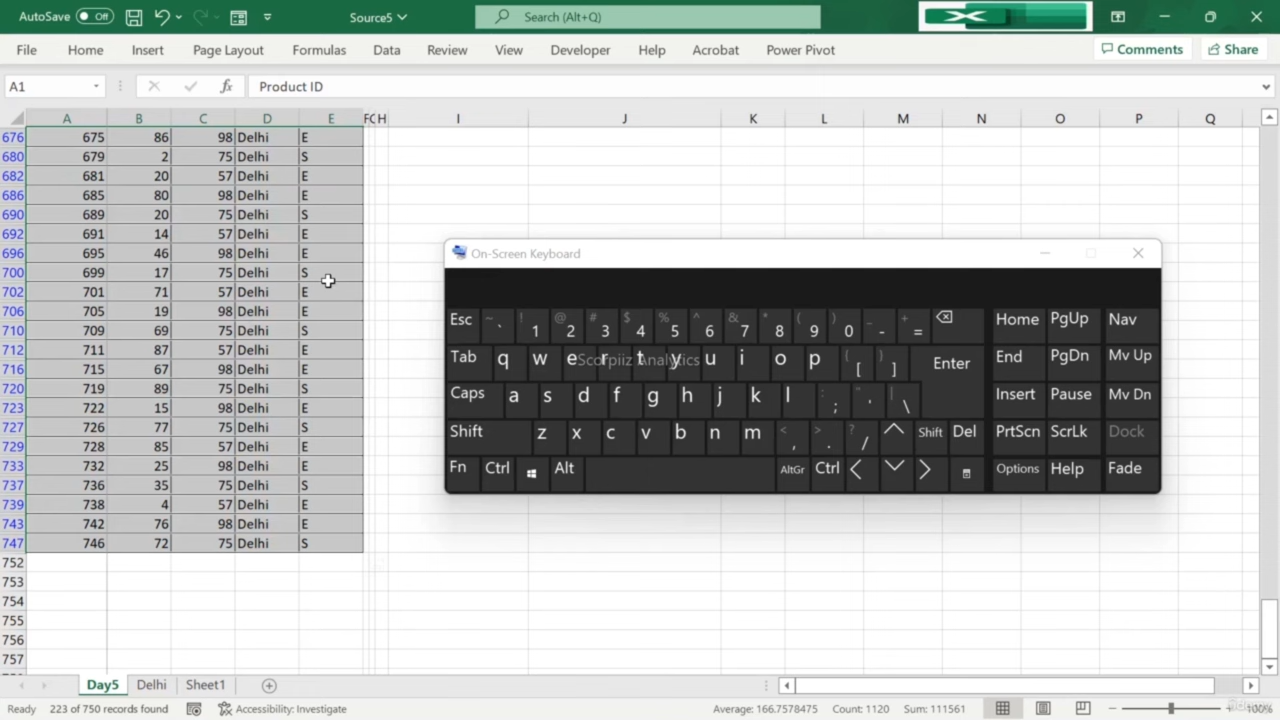 AutoSave Off Source5 Search (Alt+Q)
File Home Insert Page Layout Formulas Data Review View Developer Help Acrobat Power Pivot Comments Share
A1 fx Product ID
A B C D E F G H I J K L M N O P Q
676 675 86 98 Delhi E
680 679 2 75 Delhi S
682 681 20 57 Delhi E
686 685 80 98 Delhi E
690 689 20 75 Delhi S
692 691 14 57 Delhi E
696 695 46 98 Delhi E
700 699 17 75 Delhi S
702 701 71 57 Delhi E
706 705 19 98 Delhi E
710 709 69 75 Delhi S
712 711 87 57 Delhi E
716 715 67 98 Delhi E
720 719 89 75 Delhi S
723 722 15 98 Delhi E
727 726 77 75 Delhi S
729 728 85 57 Delhi E
733 732 25 98 Delhi E
737 736 35 75 Delhi S
739 738 4 57 Delhi E
743 742 76 98 Delhi E
747 746 72 75 Delhi S
752
753
754
755
756
757
On-Screen Keyboard
Esc ~ ` ! 1 @ 2 # 3 $ 4 % 5 ^ 6 & 7 * 8 ( 9 ) 0 _ - + = Home PgUp Nav
Tab q w e r t y u i o p { [ } ] Enter End PgDn Mv Up
Scorpiiz Analytics
Caps a s d f g h j k l : ; " ' | \ Insert Pause Mv Dn
Shift z x c v b n m < , > . ? / Shift Del PrtScn ScrLk Dock
Fn Ctrl Alt AltGr Ctrl Options Help Fade
Day5 Delhi Sheet1
Ready 223 of 750 records found Accessibility: Investigate Average: 166.7578475 Count: 1120 Sum: 111561 100%